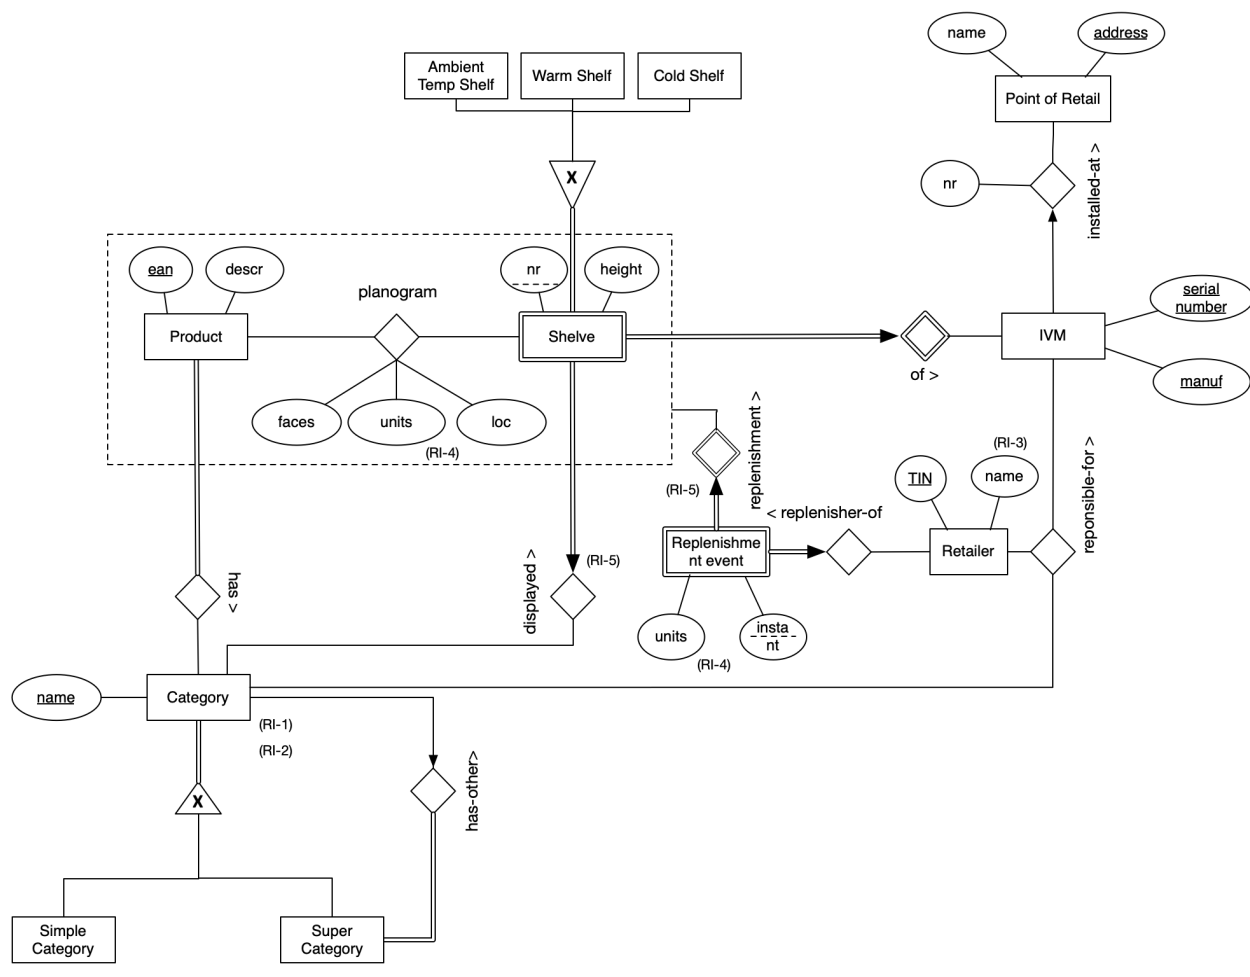 name
address
Point of Retail
nr
installed-at >
Ambient
Temp Shelf
Warm Shelf
Cold Shelf
X
ean
descr
planogram
nr
height
Product
Shelve
faces
units
loc
(RI-4)
of >
IVM
serial
number
manuf
replenishment >
(RI-5)
< replenisher-of
Replenishme
nt event
units
insta
nt
(RI-4)
TIN
(RI-3)
name
Retailer
reponsible-for >
has >
displayed >
(RI-5)
name
Category
(RI-1)
(RI-2)
X
has-other>
Simple
Category
Super
Category